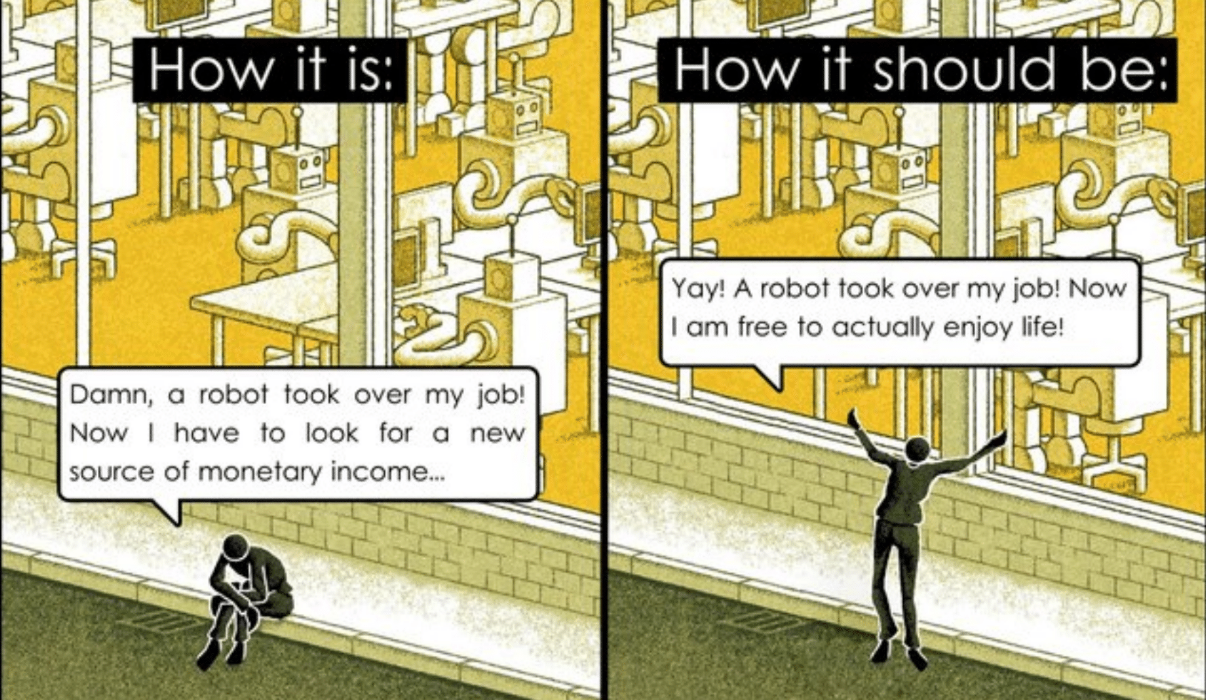 How it is:
Damn, a robot took over my job!
Now I have to look for a new
source of monetary income...
How it should be:
Yay! A robot took over my job! Now
I am free to actually enjoy life!